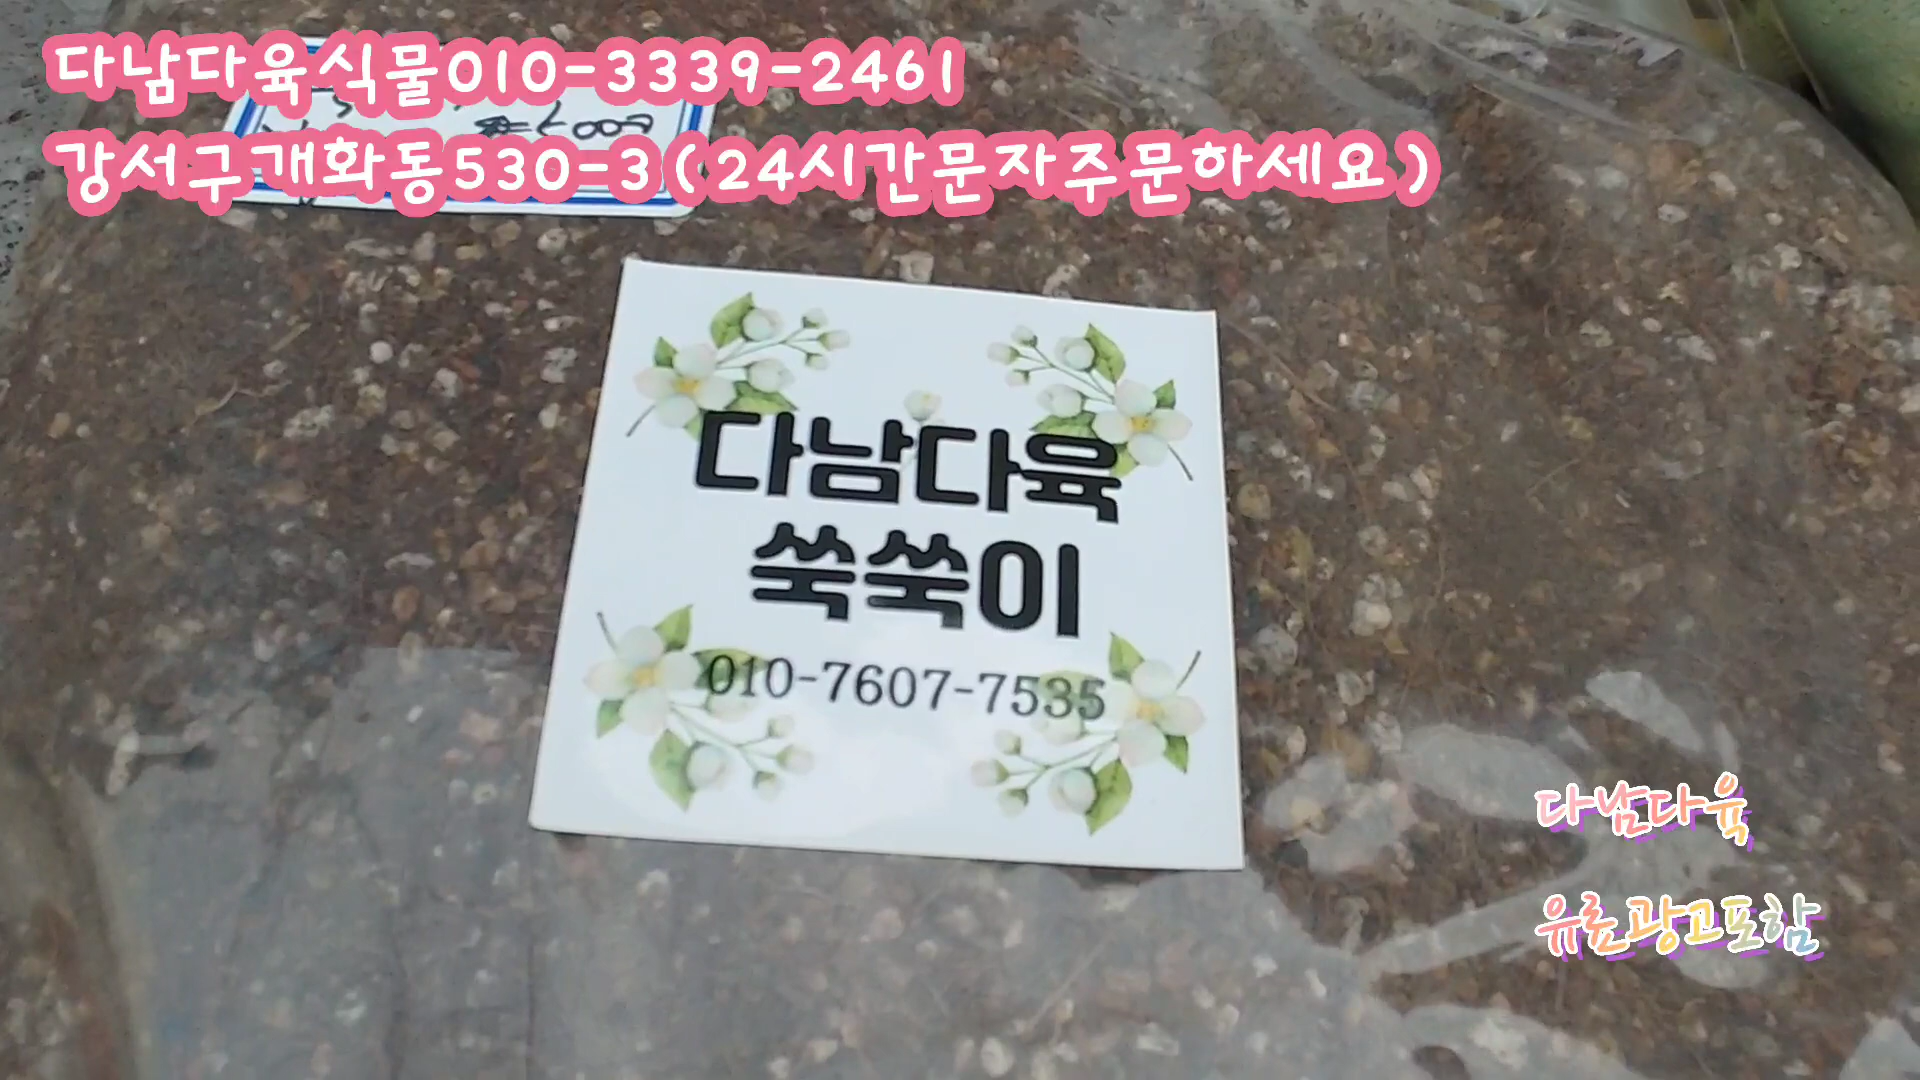 다남다육식물010-3339-2461
강서구개화동530-3(24시간문자주문하세요)
다남다육
쑥쑥이
010-7607-7535
다남다육
유료광고포함